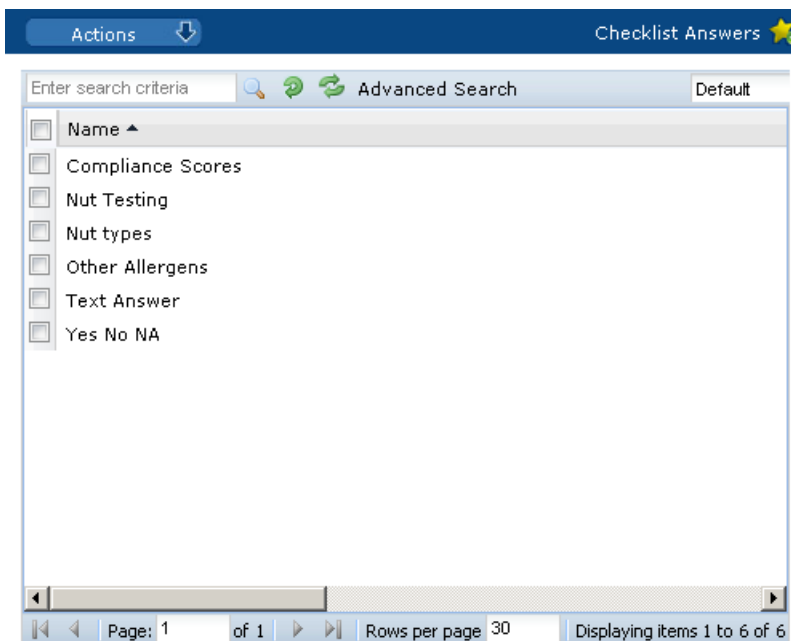 Actions Checklist Answers
Enter search criteria Advanced Search Default
Name
Compliance Scores
Nut Testing
Nut types
Other Allergens
Text Answer
Yes No NA
Page: 1 of 1 Rows per page 30 Displaying items 1 to 6 of 6